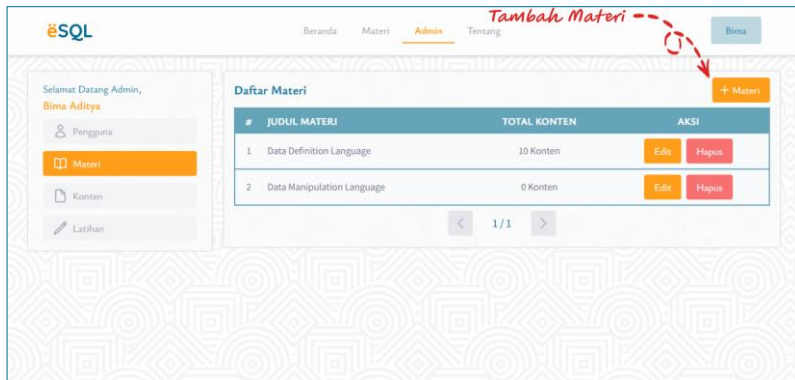 Tambah Materi
ëSQL
Beranda Materi Admin Tentang
Bima
Selamat Datang Admin,
Bima Aditya
Pengguna
Materi
Konten
Latihan
Daftar Materi
+ Materi
# JUDUL MATERI TOTAL KONTEN AKSI
1 Data Definition Language 10 Konten Edit Hapus
2 Data Manipulation Language 0 Konten Edit Hapus
< 1/1 >